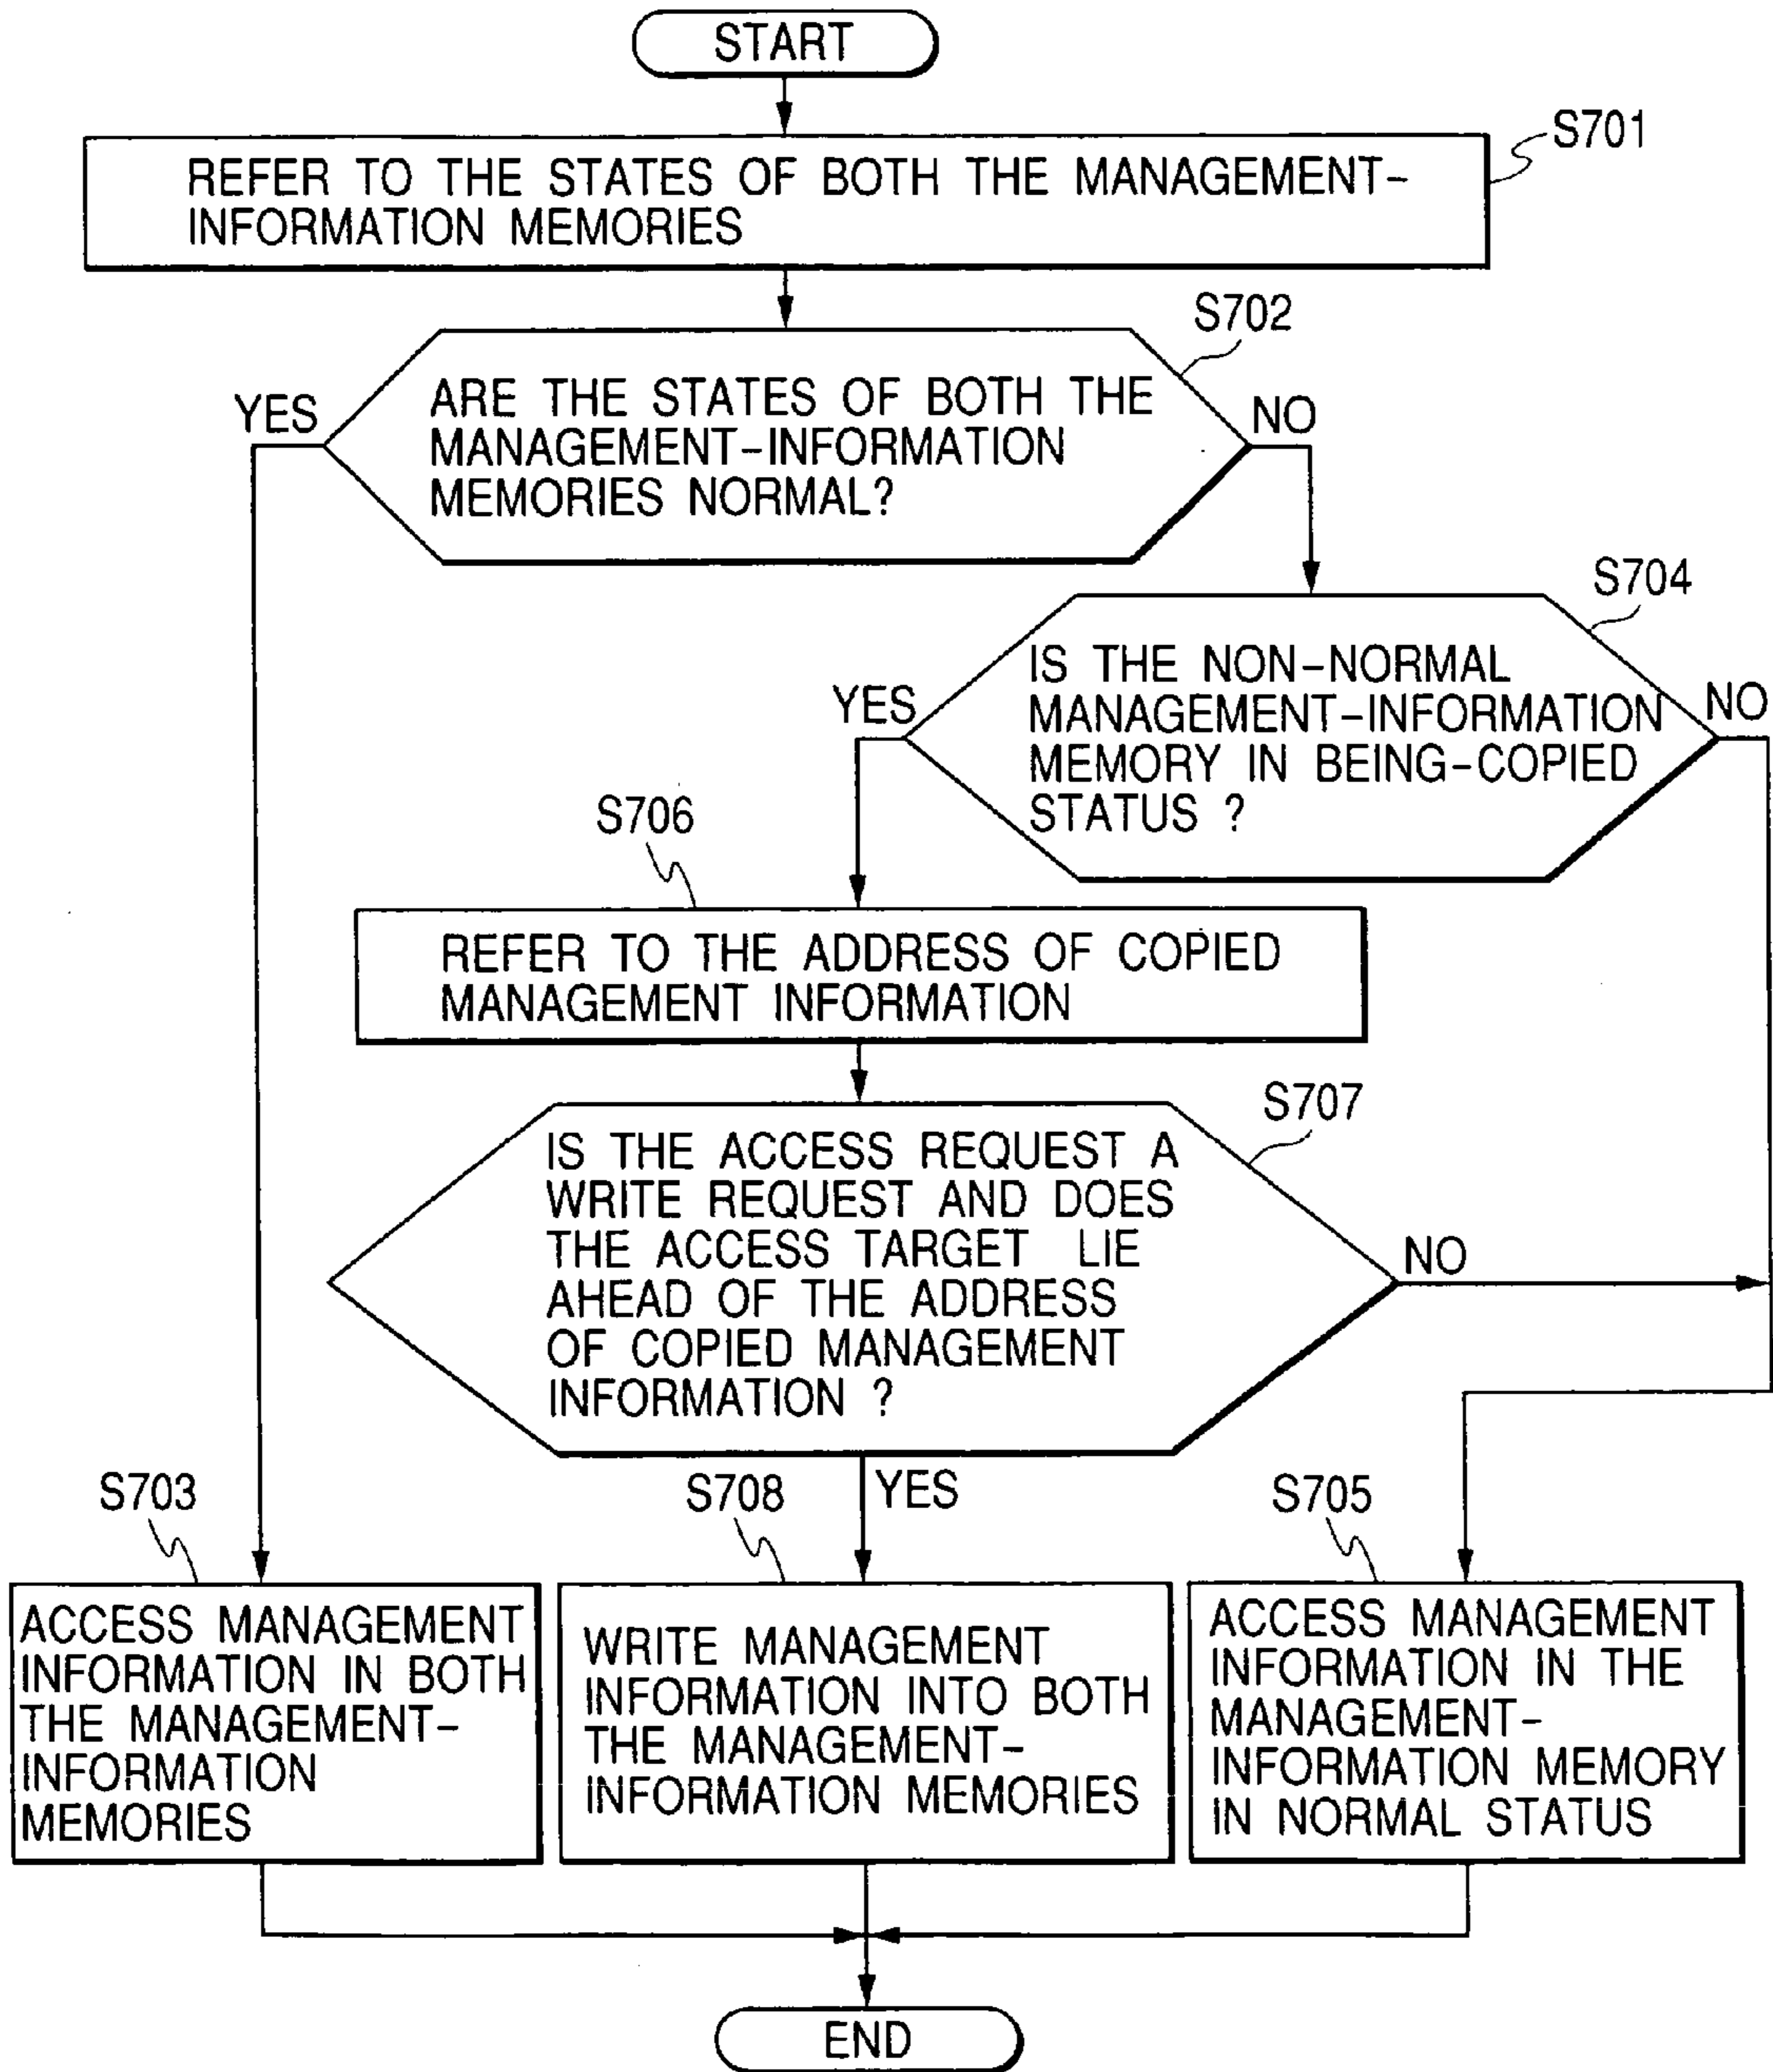 START
S701
REFER TO THE STATES OF BOTH THE MANAGEMENT-
INFORMATION MEMORIES
S702
YES
ARE THE STATES OF BOTH THE
MANAGEMENT-INFORMATION
MEMORIES NORMAL?
NO
S704
YES
IS THE NON-NORMAL
MANAGEMENT-INFORMATION
MEMORY IN BEING-COPIED
STATUS ?
NO
S706
REFER TO THE ADDRESS OF COPIED
MANAGEMENT INFORMATION
S707
IS THE ACCESS REQUEST A
WRITE REQUEST AND DOES
THE ACCESS TARGET LIE
AHEAD OF THE ADDRESS
OF COPIED MANAGEMENT
INFORMATION ?
NO
YES
S703
ACCESS MANAGEMENT
INFORMATION IN BOTH
THE MANAGEMENT-
INFORMATION
MEMORIES
S708
WRITE MANAGEMENT
INFORMATION INTO BOTH
THE MANAGEMENT-
INFORMATION MEMORIES
S705
ACCESS MANAGEMENT
INFORMATION IN THE
MANAGEMENT-
INFORMATION MEMORY
IN NORMAL STATUS
END